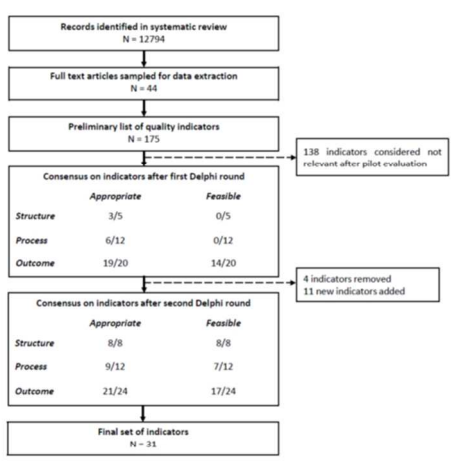 Records identified in systematic review
N = 12794
Full text articles sampled for data extraction
N = 44
Preliminary list of quality indicators
N = 175
138 indicators considered not
relevant after pilot evaluation
Consensus on indicators after first Delphi round
Appropriate Feasible
Structure 3/5 0/5
Process 6/12 0/12
Outcome 19/20 14/20
4 indicators removed
11 new indicators added
Consensus on indicators after second Delphi round
Appropriate Feasible
Structure 8/8 8/8
Process 9/12 7/12
Outcome 21/24 17/24
Final set of indicators
N = 31